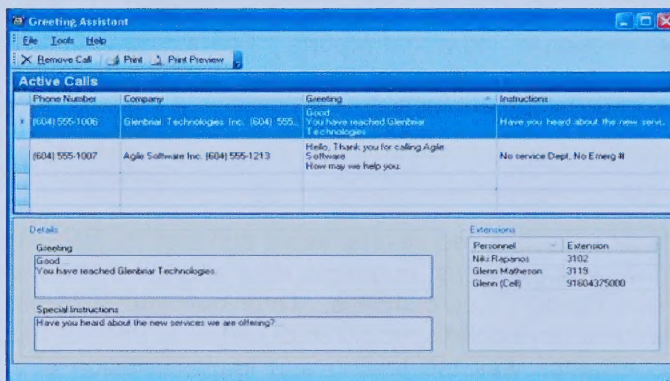 Greeting Assistant
File Tools Help
Remove Call Print Print Preview
Active Calls
Phone Number Company Greeting Instructions
(604) 555-1006 Glenbriar Technologies Inc. (604) 555... Good You have reached Glenbriar Technologies Have you heard about the new servi...
(604) 555-1007 Agile Software Inc. (604) 555-1213 Hello, Thank you for calling Agile Software How may we help you. No service Dept, No Emerg #
Details
Greeting
Good ...
You have reached Glenbriar Technologies.
Special Instructions
Have you heard about the new services we are offering?
Extensions
Personnel Extension
Niks Rapanos 3102
Glenn Matheson 3119
Glenn (Cell) 91604375000